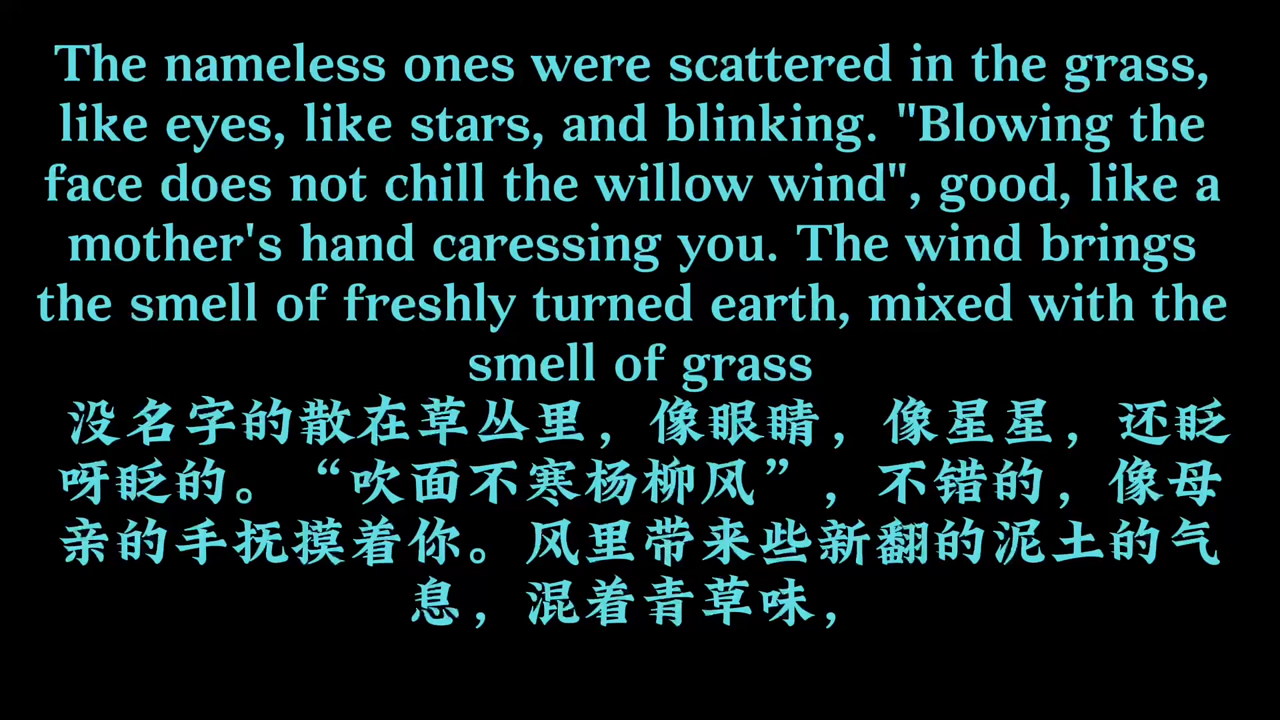 The nameless ones were scattered in the grass,
like eyes, like stars, and blinking. "Blowing the
face does not chill the willow wind", good, like a
mother's hand caressing you. The wind brings
the smell of freshly turned earth, mixed with the
smell of grass
没名字的散在草丛里，像眼睛，像星星，还眨
呀眨的。“吹面不寒杨柳风”，不错的，像母
亲的手抚摸着你。风里带来些新翻的泥土的气
息，混着青草味，